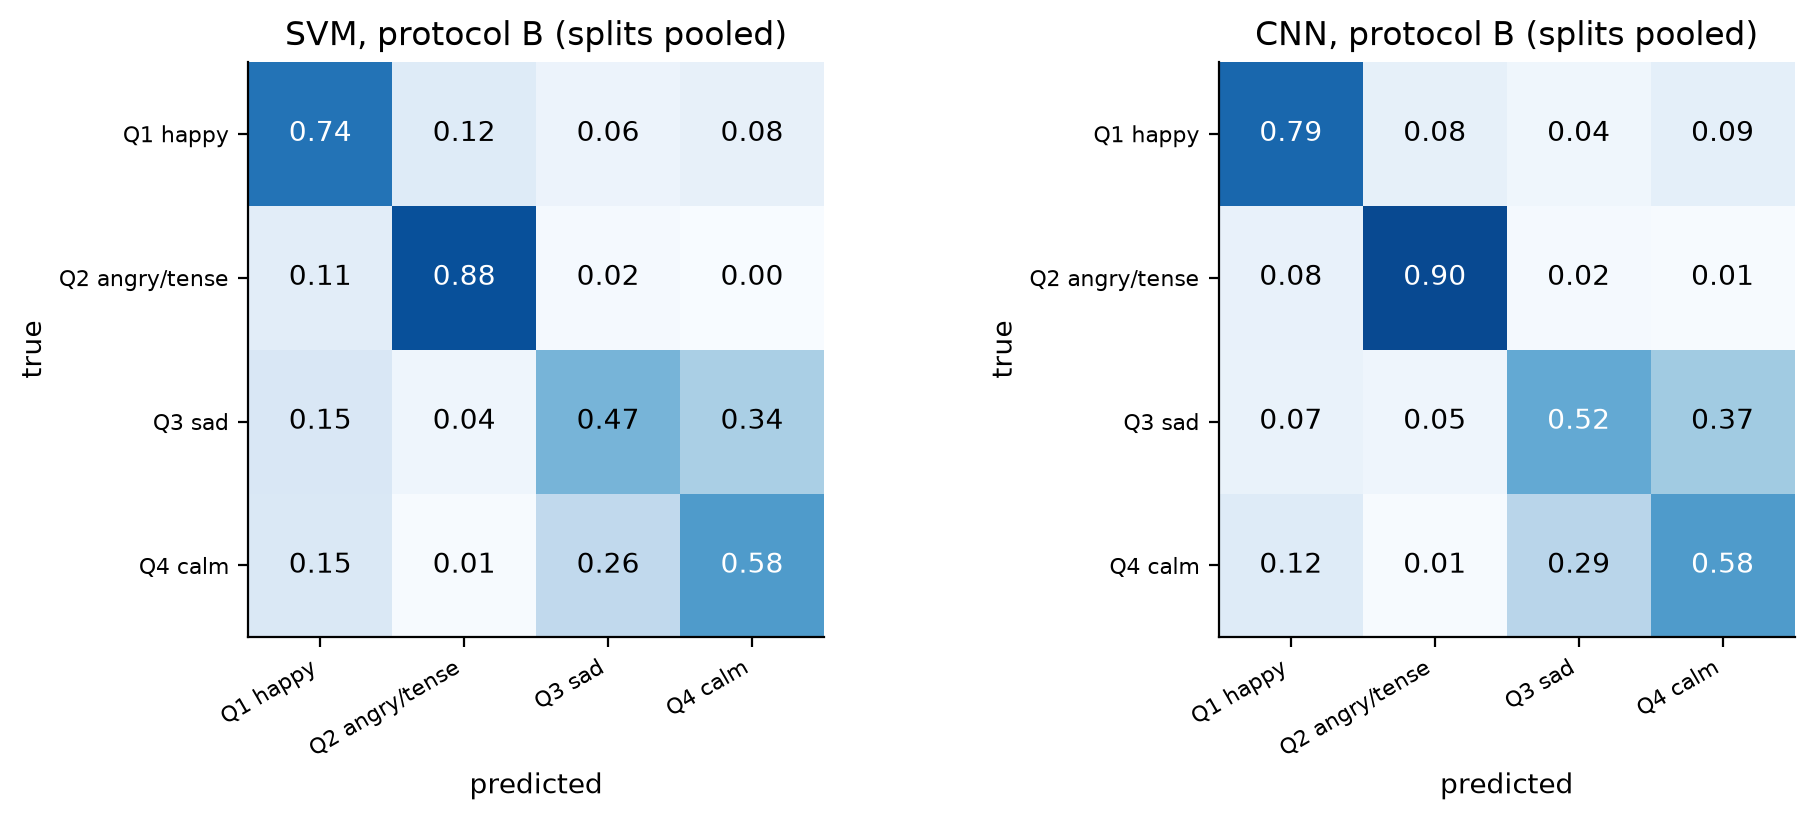 SVM, protocol B (splits pooled)
Q1 happy 0.74 0.12 0.06 0.08
Q2 angry/tense 0.11 0.88 0.02 0.00
Q3 sad 0.15 0.04 0.47 0.34
Q4 calm 0.15 0.01 0.26 0.58
true
Q1 happy Q2 angry/tense Q3 sad Q4 calm
predicted
CNN, protocol B (splits pooled)
Q1 happy 0.79 0.08 0.04 0.09
Q2 angry/tense 0.08 0.90 0.02 0.01
Q3 sad 0.07 0.05 0.52 0.37
Q4 calm 0.12 0.01 0.29 0.58
true
Q1 happy Q2 angry/tense Q3 sad Q4 calm
predicted